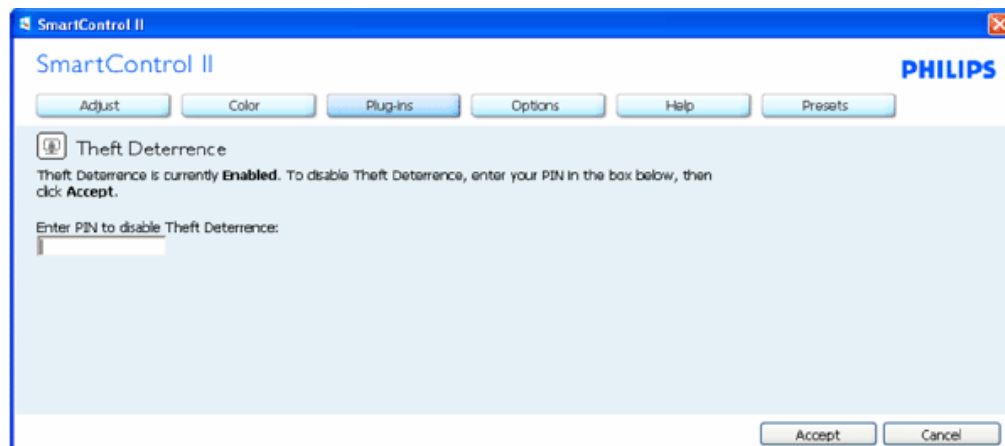 SmartControl II
SmartControl II
PHILIPS
Adjust Color Plug-ins Options Help Presets
Theft Deterrence
Theft Deterrence is currently Enabled. To disable Theft Deterrence, enter your PIN in the box below, then
click Accept.
Enter PIN to disable Theft Deterrence:
Accept Cancel